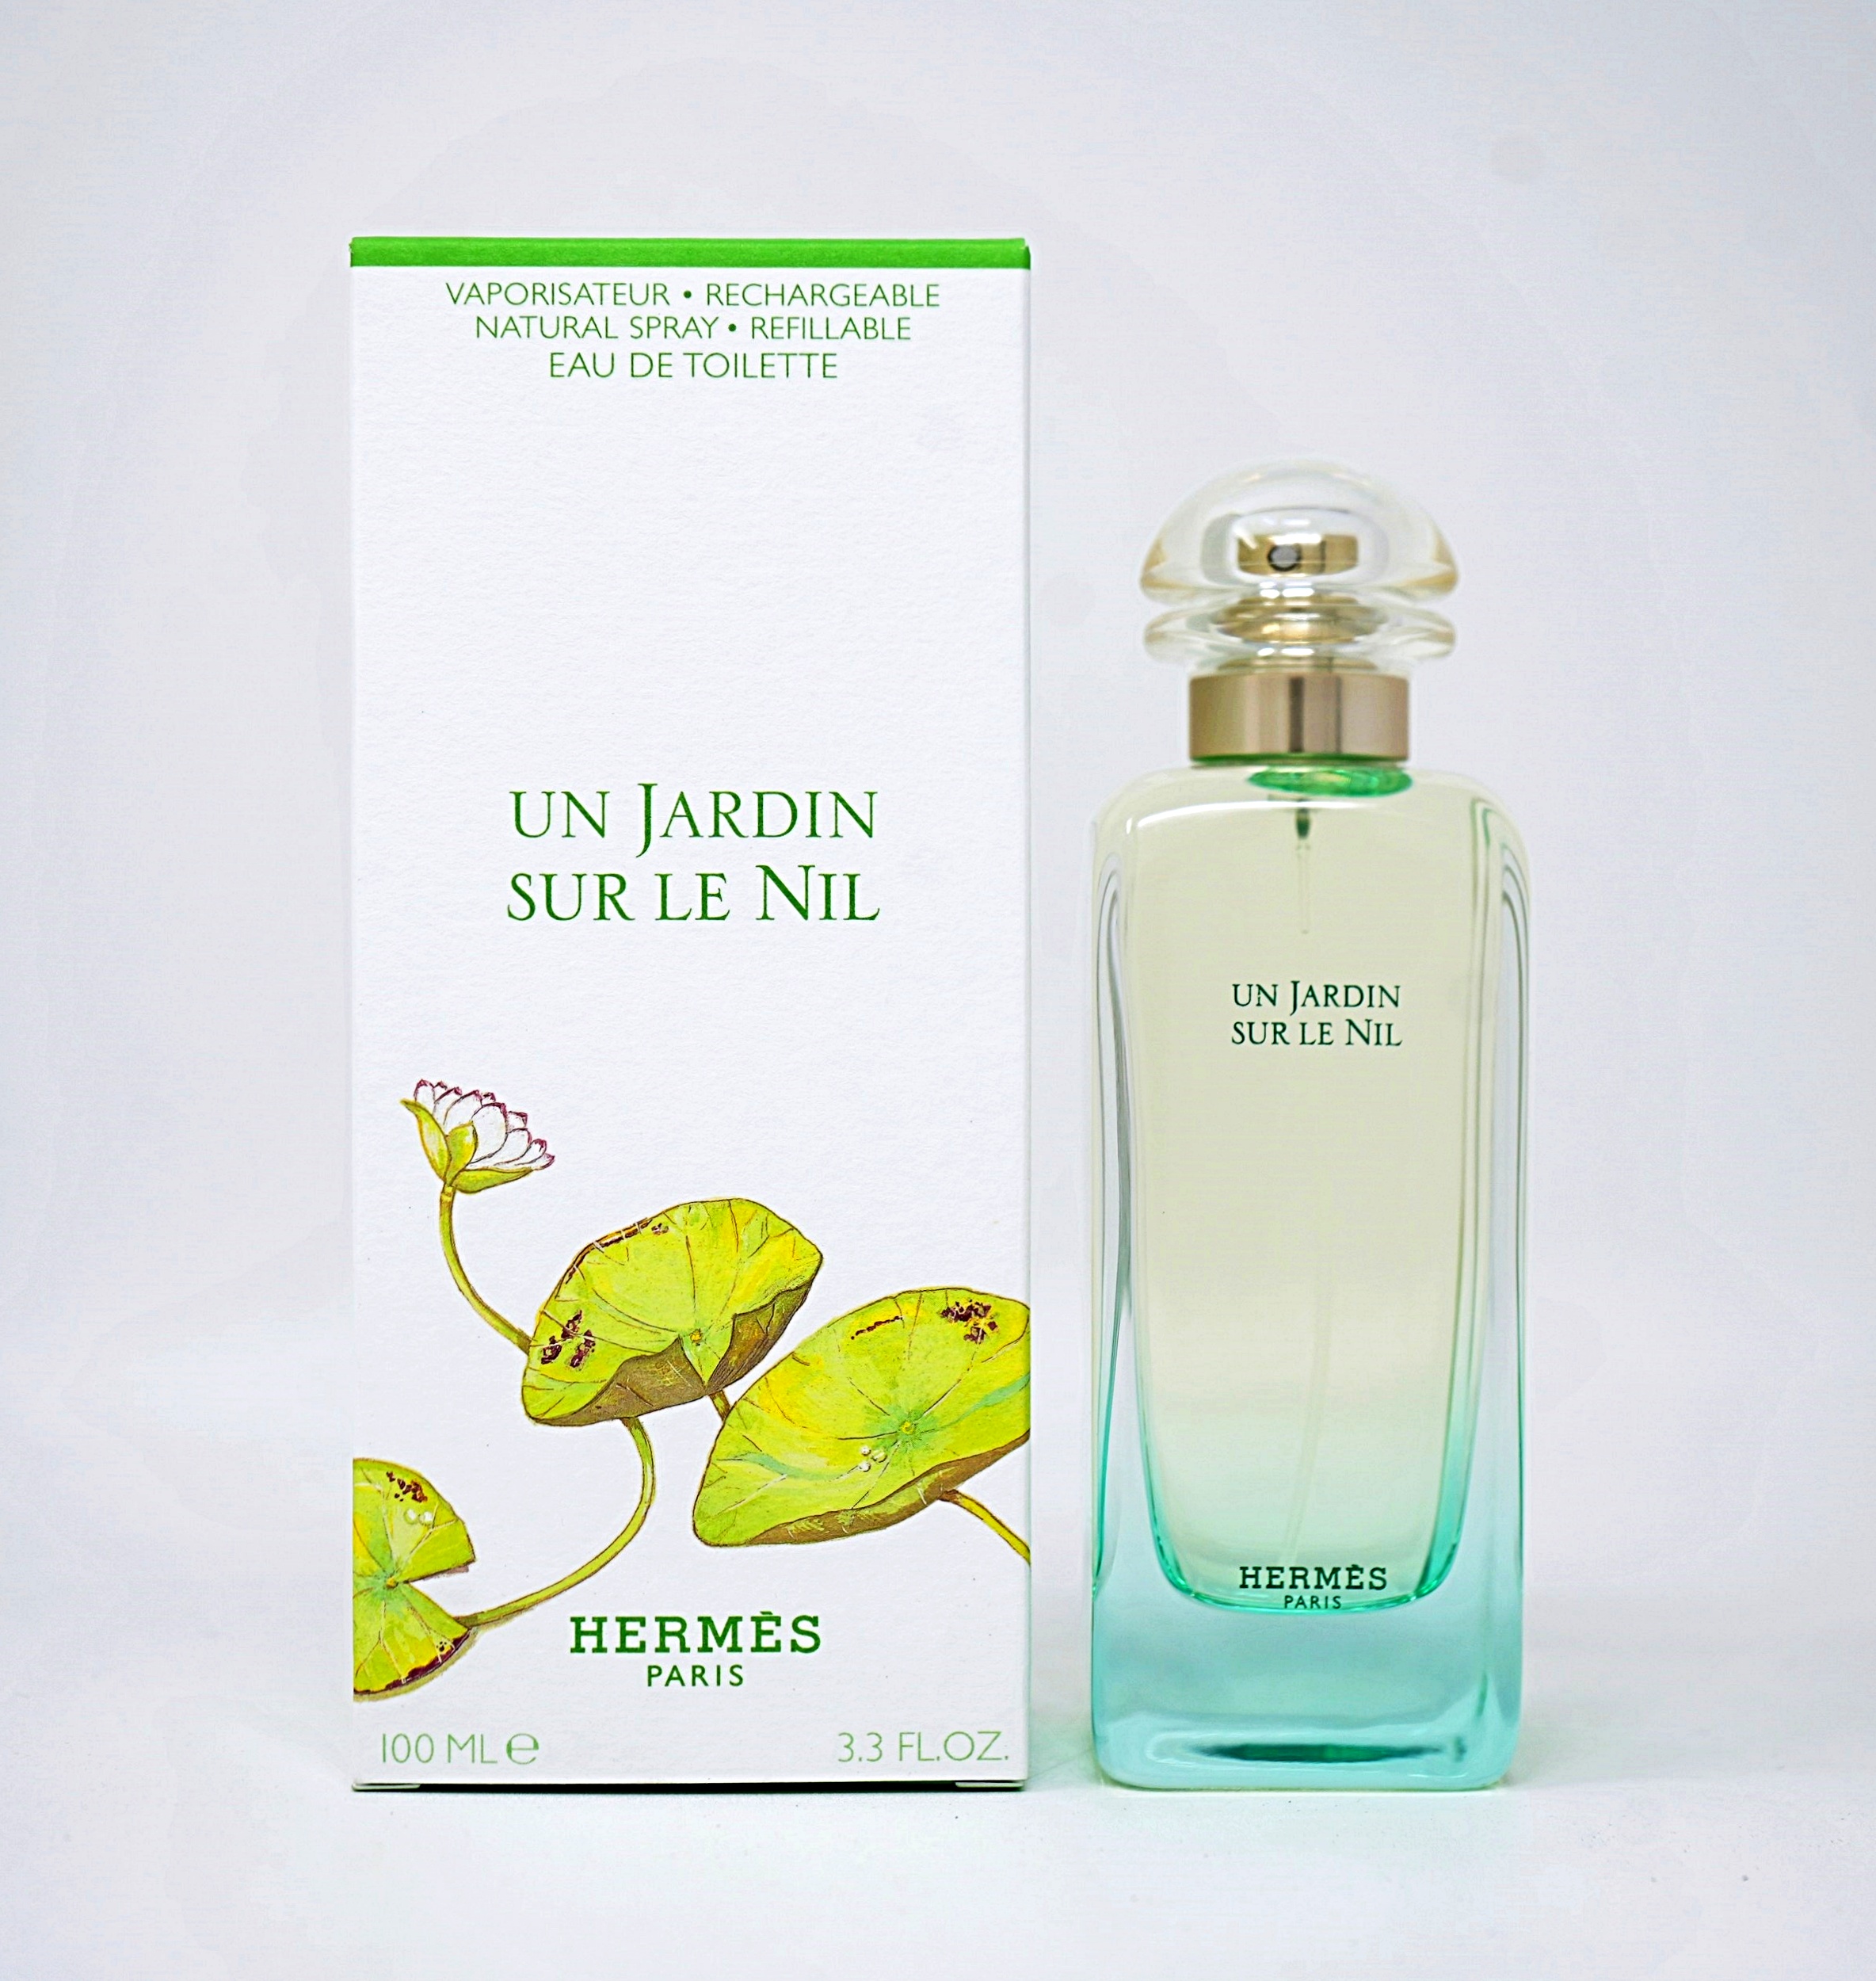 VAPORISATEUR • RECHARGEABLE
NATURAL SPRAY • REFILLABLE
EAU DE TOILETTE
UN JARDIN
SUR LE NIL
HERMÈS
PARIS
100 ML ℮
3.3 FL.OZ.
UN JARDIN
SUR LE NIL
HERMÈS
PARIS